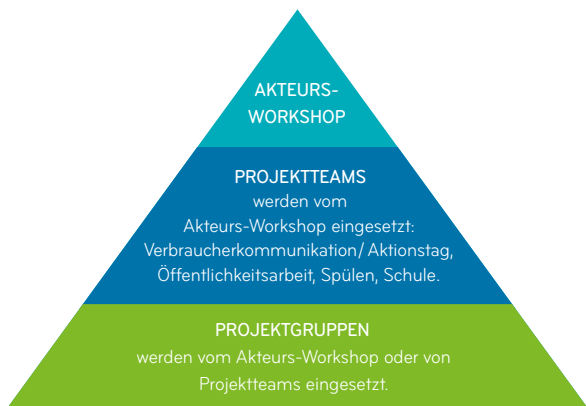 AKTEURS-
WORKSHOP
PROJEKTTEAMS
werden vom
Akteurs-Workshop eingesetzt:
Verbraucherkommunikation/Aktionstag,
Öffentlichkeitsarbeit, Spülen, Schule.
PROJEKTGRUPPEN
werden vom Akteurs-Workshop oder von
Projektteams eingesetzt.